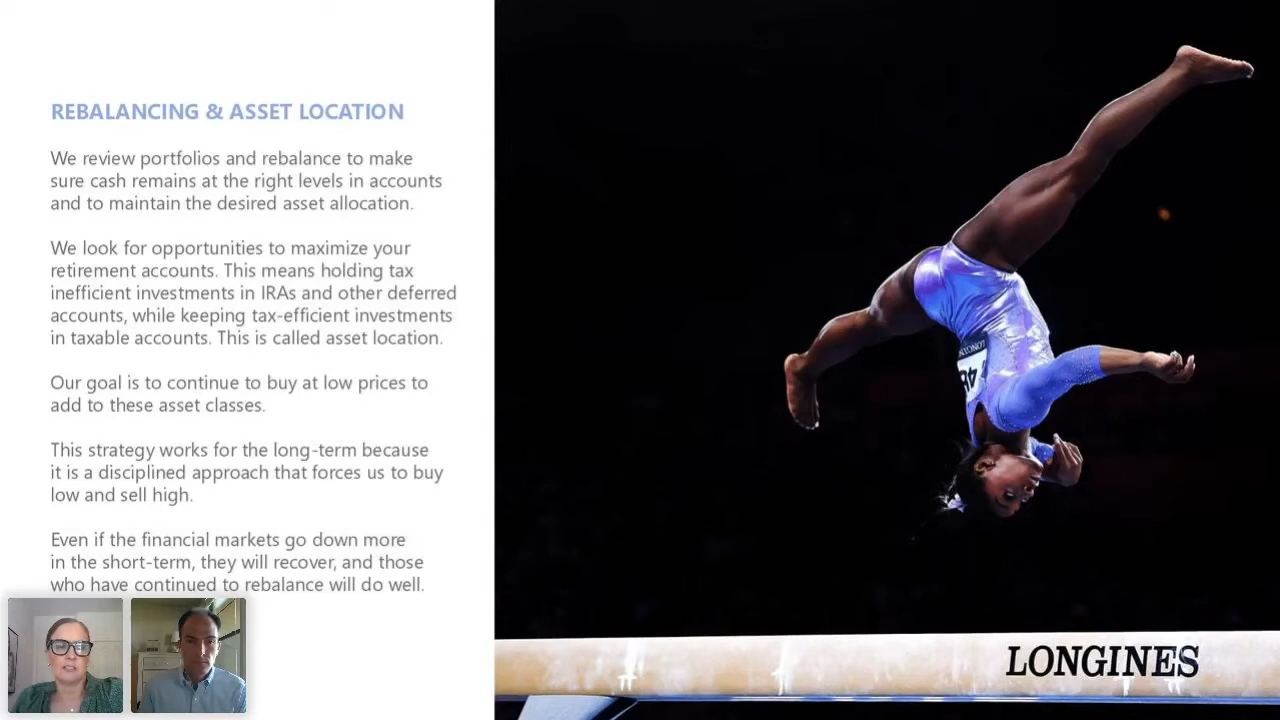 REBALANCING & ASSET LOCATION
We review portfolios and rebalance to make
sure cash remains at the right levels in accounts
and to maintain the desired asset allocation.
We look for opportunities to maximize your
retirement accounts. This means holding tax
inefficient investments in IRAs and other deferred
accounts, while keeping tax-efficient investments
in taxable accounts. This is called asset location.
Our goal is to continue to buy at low prices to
add to these asset classes.
This strategy works for the long-term because
it is a disciplined approach that forces us to buy
low and sell high.
Even if the financial markets go down more
in the short-term, they will recover, and those
who have continued to rebalance will do well.
LONGINES
LONGINES